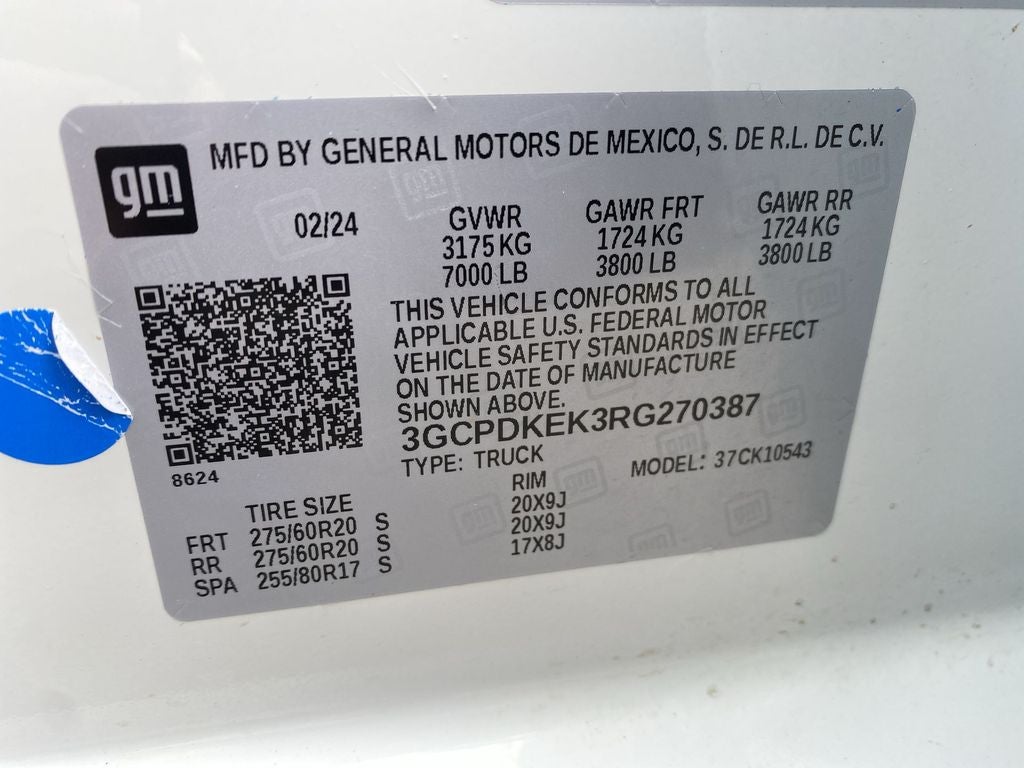 gm
MFD BY GENERAL MOTORS DE MEXICO, S. DE R.L. DE C.V.
02/24
GVWR
3175 KG
7000 LB
GAWR FRT
1724 KG
3800 LB
GAWR RR
1724 KG
3800 LB
THIS VEHICLE CONFORMS TO ALL
APPLICABLE U.S. FEDERAL MOTOR
VEHICLE SAFETY STANDARDS IN EFFECT
ON THE DATE OF MANUFACTURE
SHOWN ABOVE.
3GCPDKEK3RG270387
TYPE: TRUCK MODEL: 37CK10543
8624
TIRE SIZE RIM
FRT 275/60R20 S 20X9J
RR 275/60R20 S 20X9J
SPA 255/80R17 S 17X8J